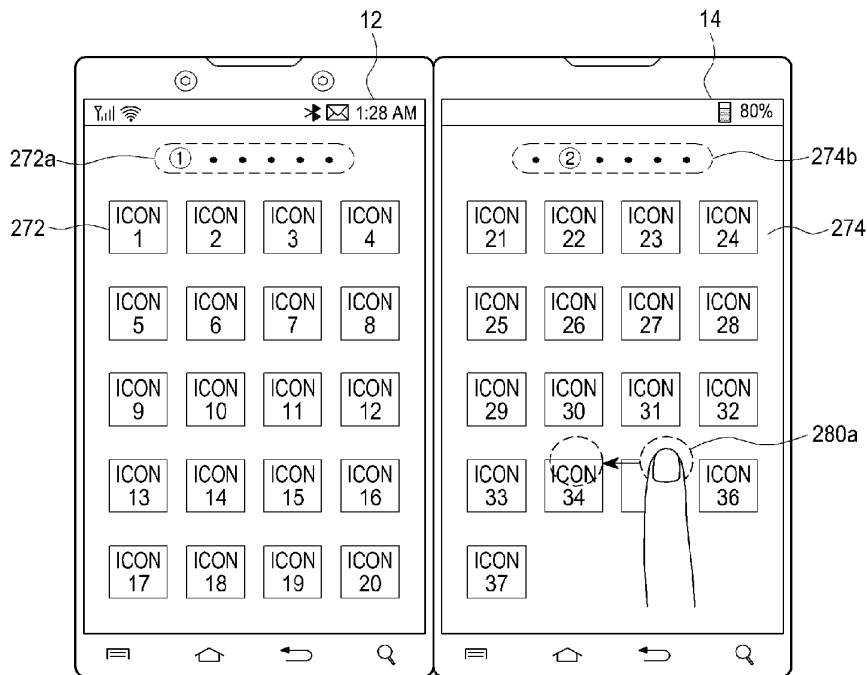 12 14
1:28 AM 80%
272a 1 2 274b
272 ICON 1 ICON 2 ICON 3 ICON 4 ICON 21 ICON 22 ICON 23 ICON 24 274
ICON 5 ICON 6 ICON 7 ICON 8 ICON 25 ICON 26 ICON 27 ICON 28
ICON 9 ICON 10 ICON 11 ICON 12 ICON 29 ICON 30 ICON 31 ICON 32
280a
ICON 13 ICON 14 ICON 15 ICON 16 ICON 33 ICON 34 ICON 36
ICON 17 ICON 18 ICON 19 ICON 20 ICON 37